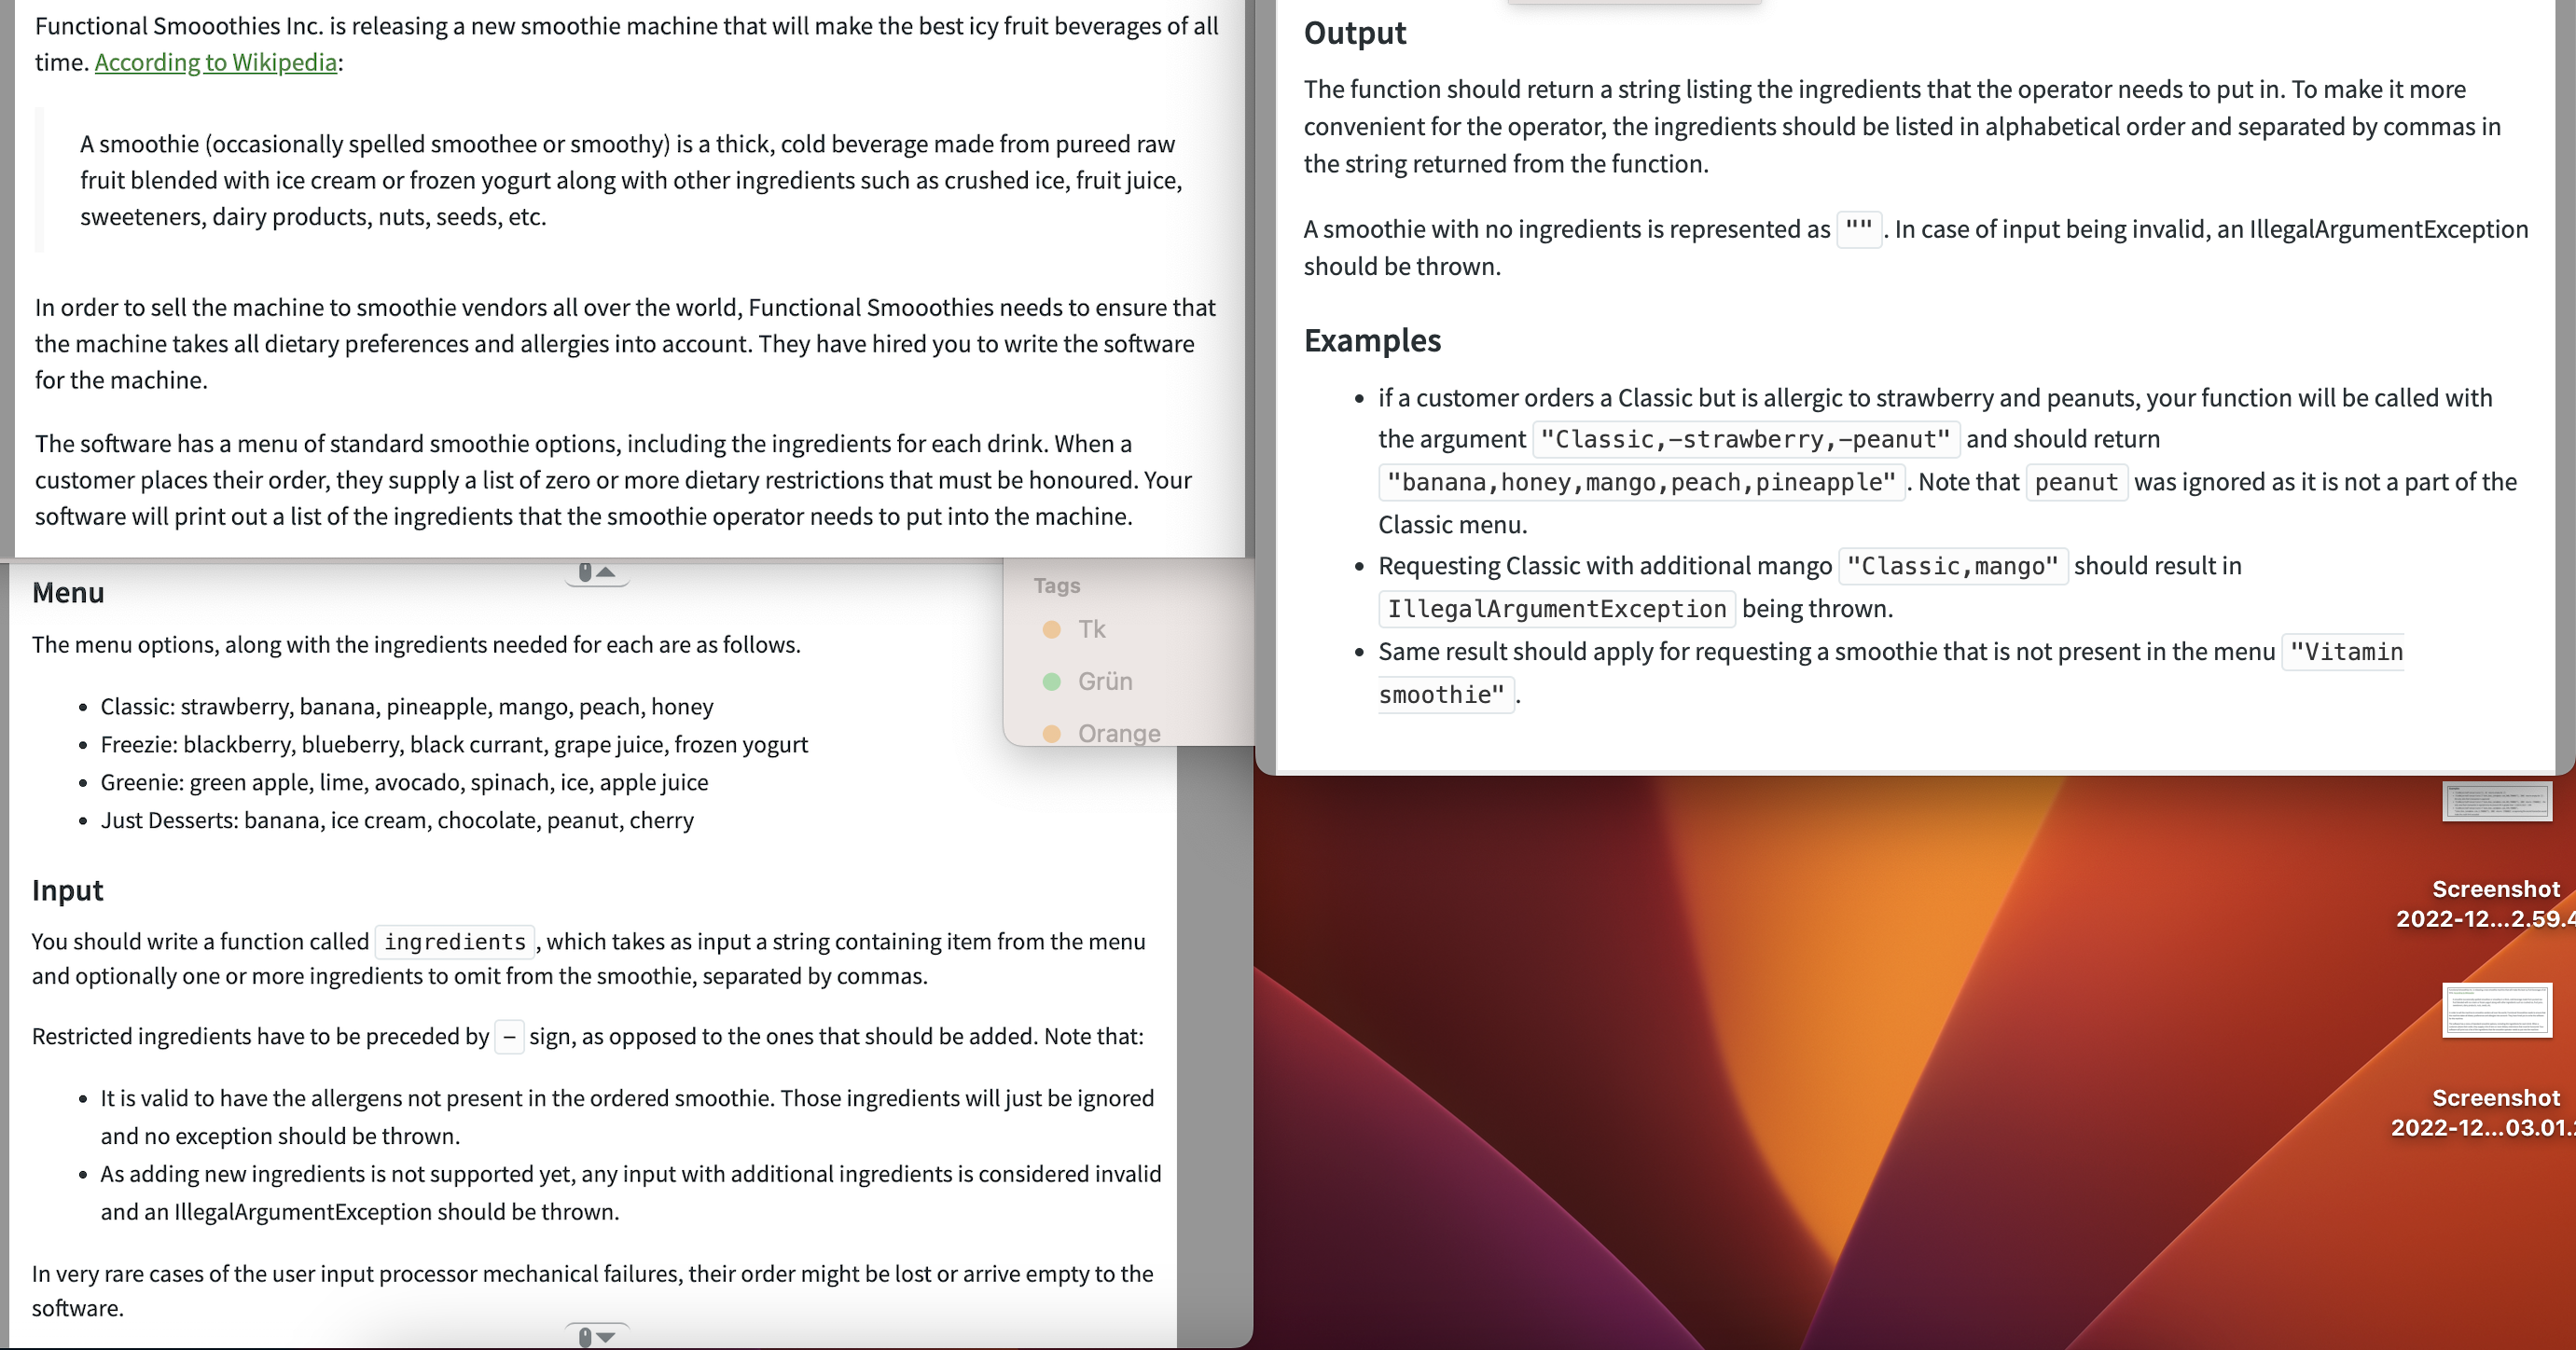 Functional Smooothies Inc. is releasing a new smoothie machine that will make the best icy fruit beverages of all
time. According to Wikipedia:
A smoothie (occasionally spelled smoothee or smoothy) is a thick, cold beverage made from pureed raw
fruit blended with ice cream or frozen yogurt along with other ingredients such as crushed ice, fruit juice,
sweeteners, dairy products, nuts, seeds, etc.
In order to sell the machine to smoothie vendors all over the world, Functional Smooothies needs to ensure that
the machine takes all dietary preferences and allergies into account. They have hired you to write the software
for the machine.
The software has a menu of standard smoothie options, including the ingredients for each drink. When a
customer places their order, they supply a list of zero or more dietary restrictions that must be honoured. Your
software will print out a list of the ingredients that the smoothie operator needs to put into the machine.
Menu
The menu options, along with the ingredients needed for each are as follows.
• Classic: strawberry, banana, pineapple, mango, peach, honey
• Freezie: blackberry, blueberry, black currant, grape juice, frozen yogurt
• Greenie: green apple, lime, avocado, spinach, ice, apple juice
• Just Desserts: banana, ice cream, chocolate, peanut, cherry
Input
You should write a function called ingredients, which takes as input a string containing item from the menu
and optionally one or more ingredients to omit from the smoothie, separated by commas.
Restricted ingredients have to be preceded by - sign, as opposed to the ones that should be added. Note that:
• It is valid to have the allergens not present in the ordered smoothie. Those ingredients will just be ignored
and no exception should be thrown.
• As adding new ingredients is not supported yet, any input with additional ingredients is considered invalid
and an IllegalArgumentException should be thrown.
In very rare cases of the user input processor mechanical failures, their order might be lost or arrive empty to the
software.
Tags
Tk
Grün
Orange
Output
The function should return a string listing the ingredients that the operator needs to put in. To make it more
convenient for the operator, the ingredients should be listed in alphabetical order and separated by commas in
the string returned from the function.
A smoothie with no ingredients is represented as "". In case of input being invalid, an IllegalArgumentException
should be thrown.
Examples
• if a customer orders a Classic but is allergic to strawberry and peanuts, your function will be called with
the argument "Classic,-strawberry,-peanut" and should return
"banana,honey,mango,peach,pineapple". Note that peanut was ignored as it is not a part of the
Classic menu.
• Requesting Classic with additional mango "Classic,mango" should result in
IllegalArgumentException being thrown.
• Same result should apply for requesting a smoothie that is not present in the menu "Vitamin
smoothie".
Screenshot
2022-12...2.59.4
Screenshot
2022-12...03.01.